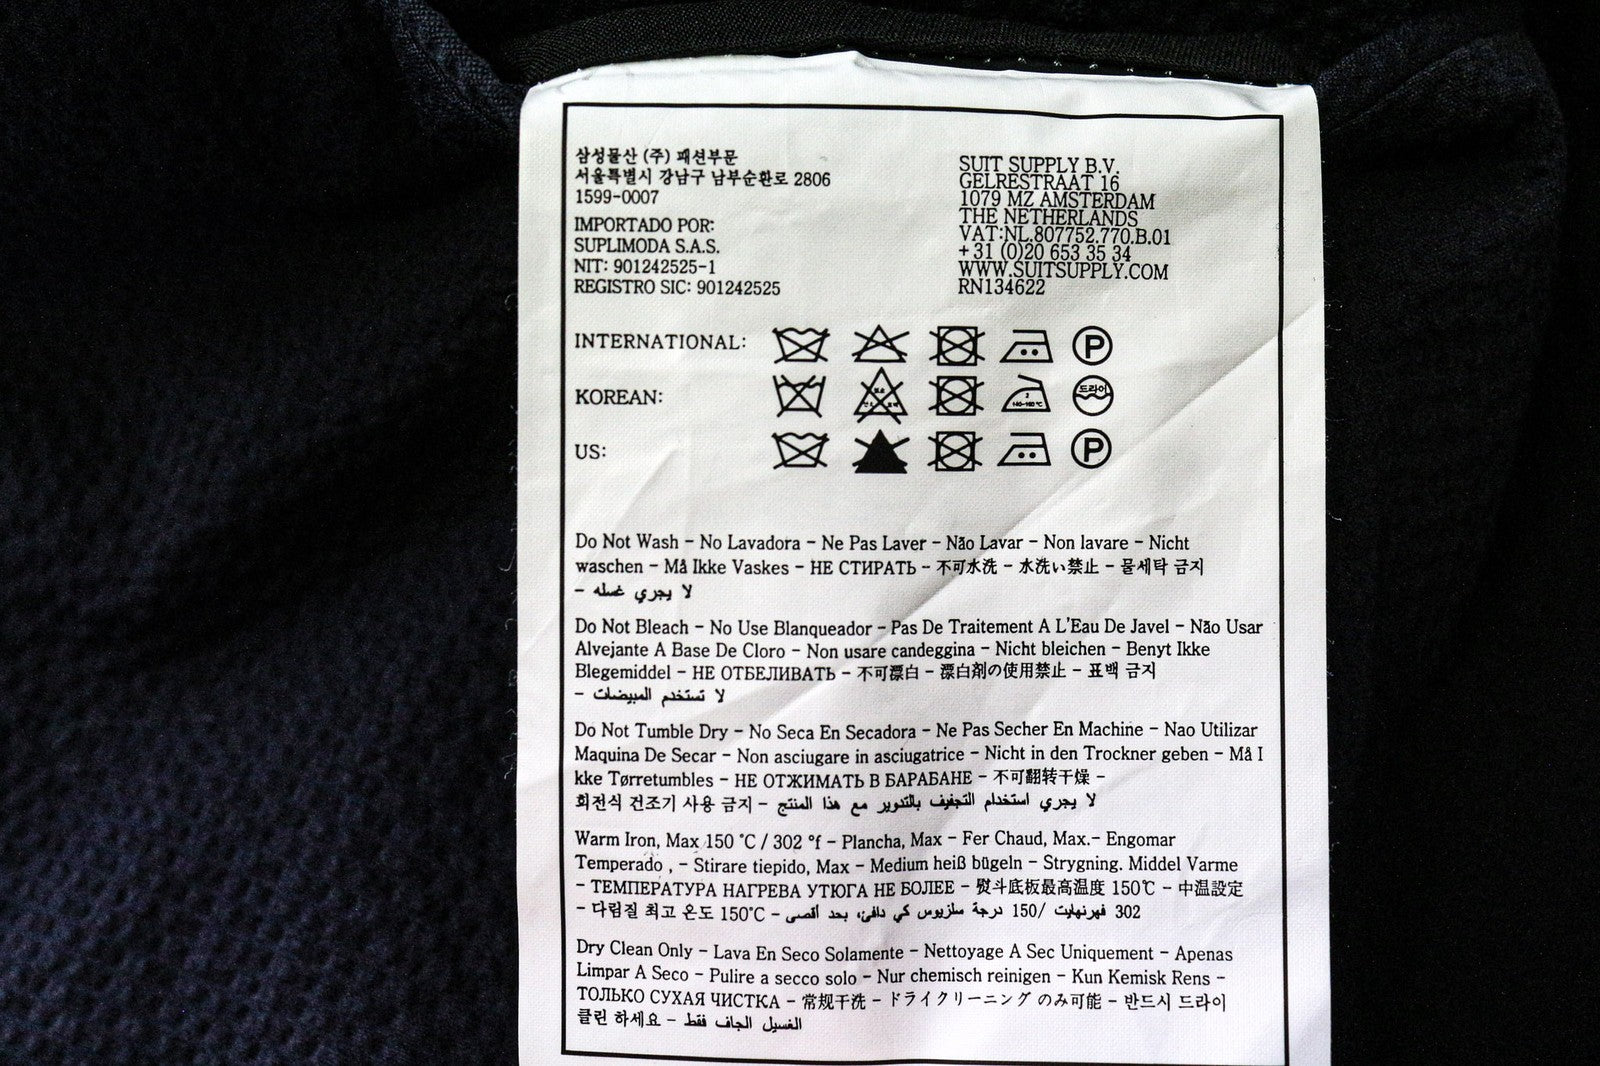 삼성물산 (주) 패션부문
서울특별시 강남구 남부순환로 2806
1599-0007
IMPORTADO POR:
SUPLIMODA S.A.S.
NIT: 901242525-1
REGISTRO SIC: 901242525
SUIT SUPPLY B.V.
GELRESTRAAT 16
1079 MZ AMSTERDAM
THE NETHERLANDS
VAT:NL.807752.770.B.01
+31 (0)20 653 35 34
WWW.SUITSUPPLY.COM
RN134622
INTERNATIONAL: P
KOREAN: 드라이
US: P
Do Not Wash - No Lavadora - Ne Pas Laver - Não Lavar - Non lavare - Nicht
waschen - Må Ikke Vaskes - НЕ СТИРАТЬ - 不可水洗 - 水洗い禁止 - 물세탁 금지
- لا يجري غسله
Do Not Bleach - No Use Blanqueador - Pas De Traitement A L'Eau De Javel - Não Usar
Alvejante A Base De Cloro - Non usare candeggina - Nicht bleichen - Benyt Ikke
Blegemiddel - НЕ ОТБЕЛИВАТЬ - 不可漂白 - 漂白剤の使用禁止 - 표백 금지
- لا تستخدم المبيضات
Do Not Tumble Dry - No Seca En Secadora - Ne Pas Secher En Machine - Nao Utilizar
Maquina De Secar - Non asciugare in asciugatrice - Nicht in den Trockner geben - Må I
kke Tørretumbles - НЕ ОТЖИМАТЬ В БАРАБАНЕ - 不可翻转干燥 -
회전식 건조기 사용 금지 - لا يجري استخدام التجفيف بالتدوير مع هذا المنتج
Warm Iron, Max 150 °C / 302 °f - Plancha, Max - Fer Chaud, Max.- Engomar
Temperado , - Stirare tiepido, Max - Medium heiß bügeln - Strygning. Middel Varme
- ТЕМПЕРАТУРА НАГРЕВА УТЮГА НЕ БОЛЕЕ - 熨斗底板最高温度 150℃ - 中温設定
- 다림질 최고 온도 150℃ - 302 فهرنهايت /150 درجة سلزيوس كي دافئ، بحد أقصى
Dry Clean Only - Lava En Seco Solamente - Nettoyage A Sec Uniquement - Apenas
Limpar A Seco - Pulire a secco solo - Nur chemisch reinigen - Kun Kemisk Rens -
ТОЛЬКО СУХАЯ ЧИСТКА - 常规干洗 - ドライクリーニング のみ可能 - 반드시 드라이
클린 하세요 - الغسيل الجاف فقط